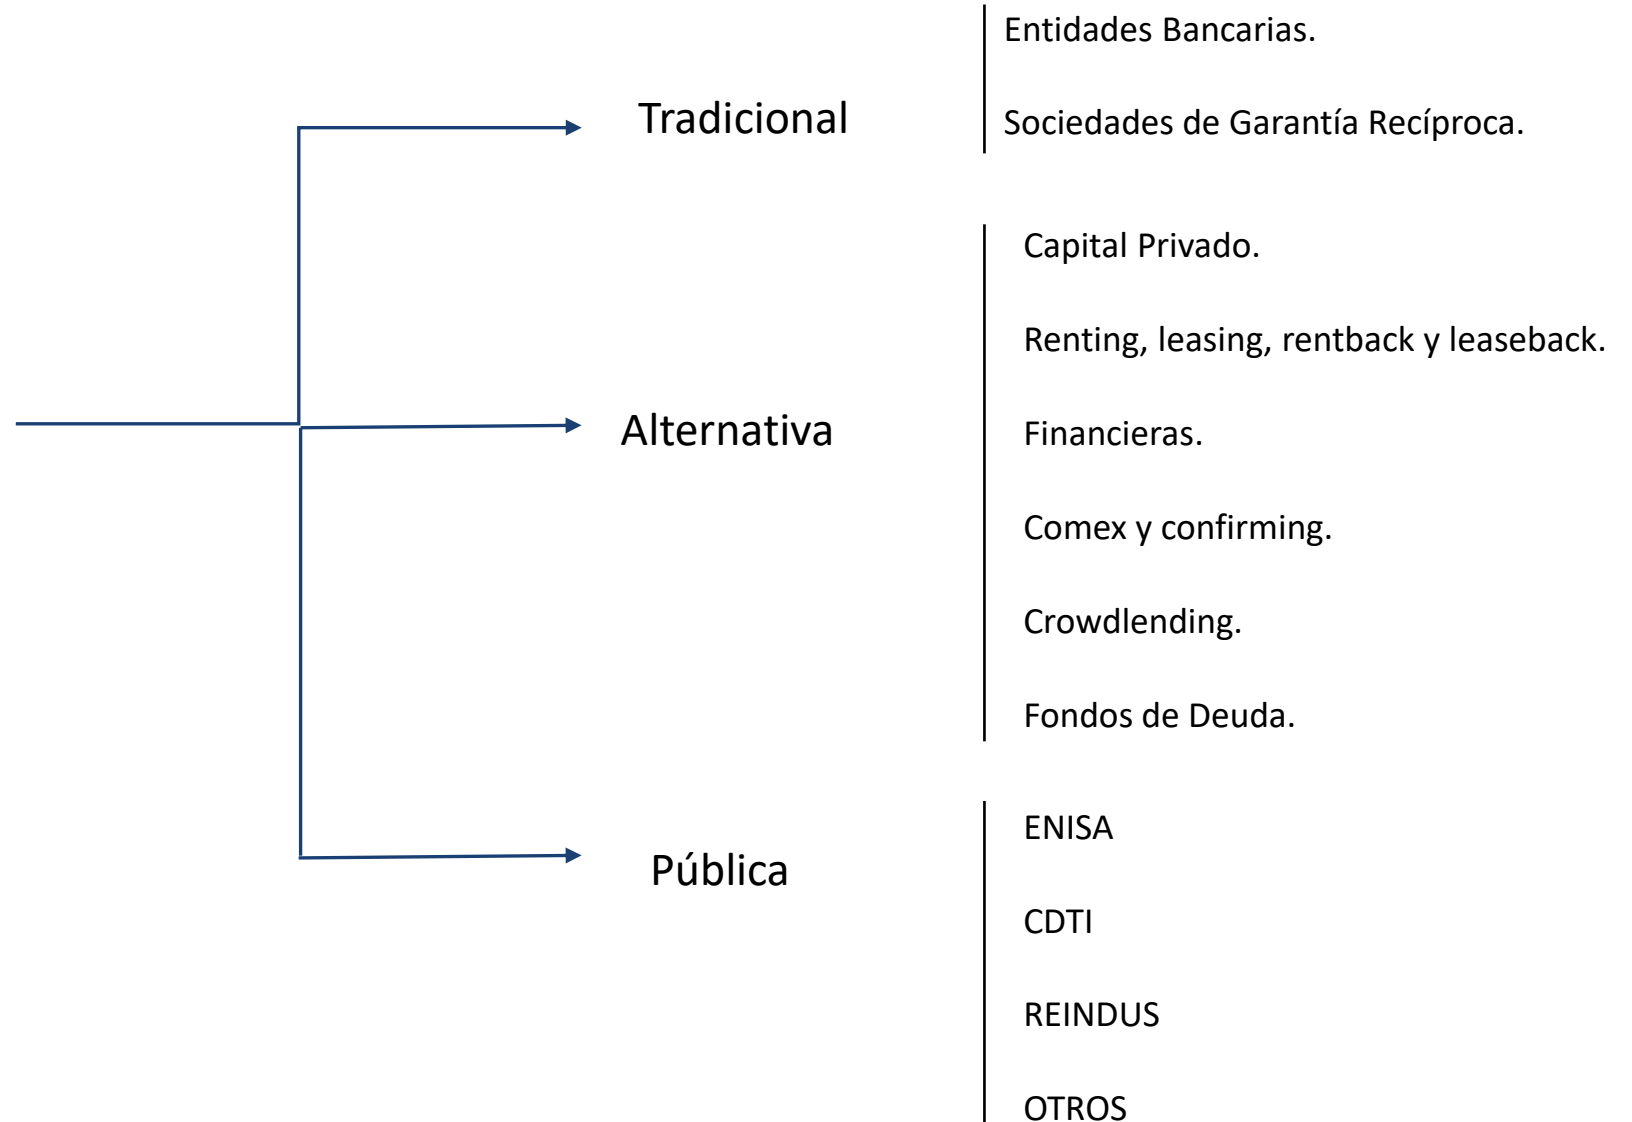 Tradicional
Entidades Bancarias.
Sociedades de Garantía Recíproca.
Alternativa
Capital Privado.
Renting, leasing, rentback y leaseback.
Financieras.
Comex y confirming.
Crowdlending.
Fondos de Deuda.
Pública
ENISA
CDTI
REINDUS
OTROS